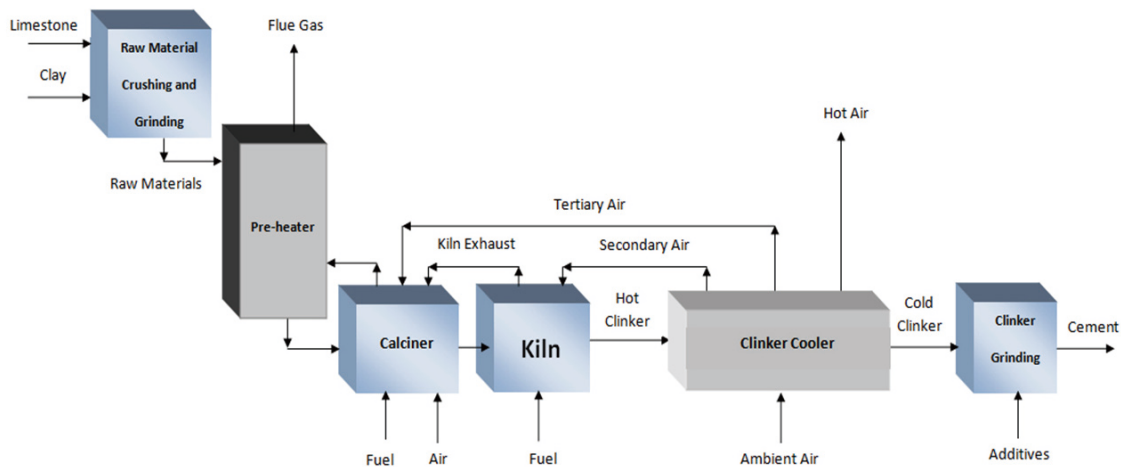 Limestone
Clay
Raw Material
Crushing and
Grinding
Flue Gas
Raw Materials
Pre-heater
Hot Air
Tertiary Air
Kiln Exhaust
Secondary Air
Calciner
Kiln
Hot
Clinker
Clinker Cooler
Cold
Clinker
Clinker
Grinding
Cement
Fuel
Air
Fuel
Ambient Air
Additives